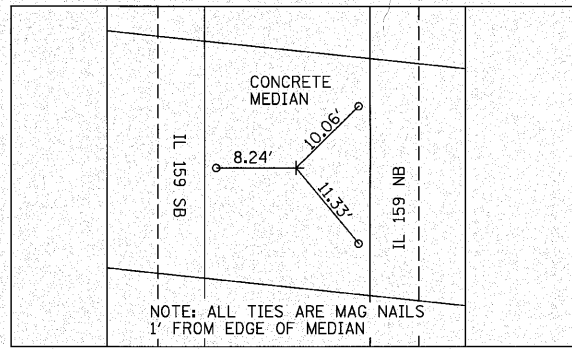 CONCRETE
MEDIAN
10.06'
8.24'
11.33'
IL 159 SB
IL 159 NB
NOTE: ALL TIES ARE MAG NAILS
1' FROM EDGE OF MEDIAN